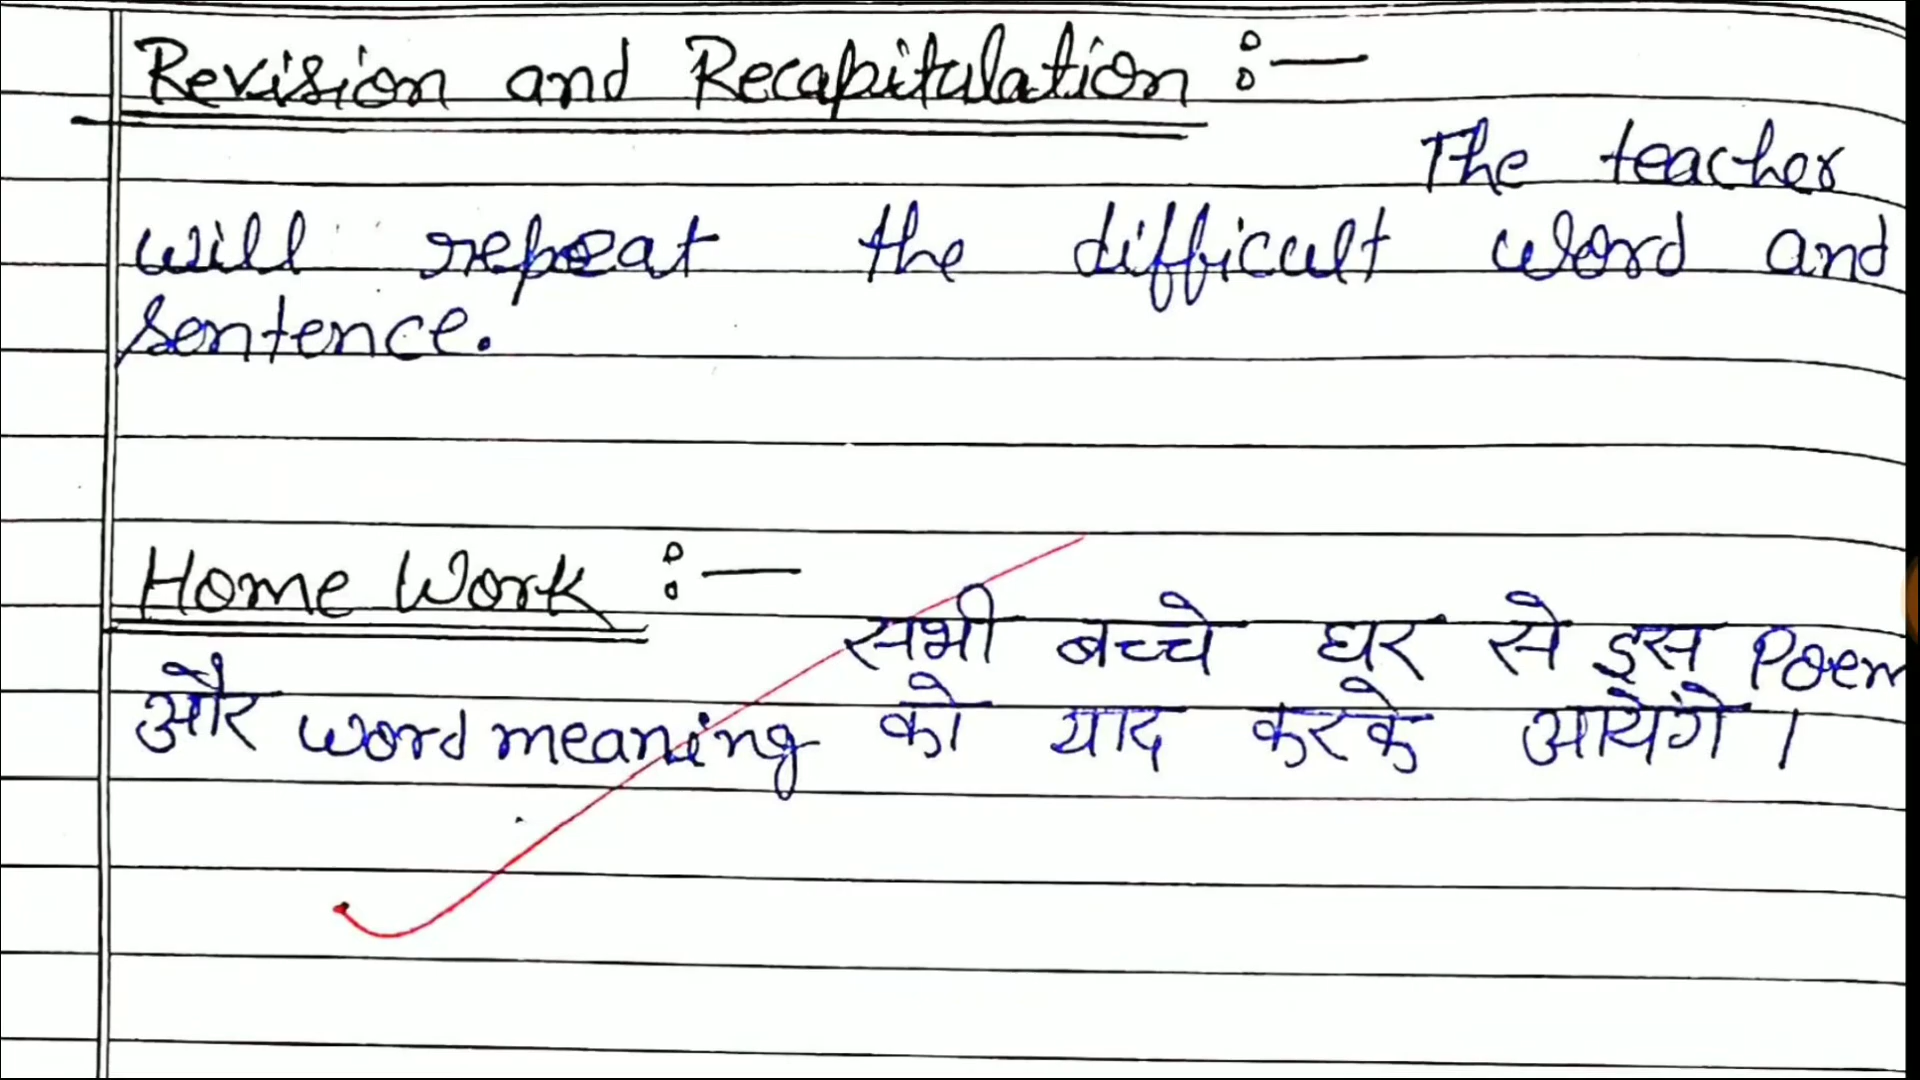 Revision and Recapitulation :—
The teacher
will repeat the difficult word and
sentence.
Home Work :—
सभी बच्चे घर से इस Poem
और word meaning को याद करके आयेंगे ।